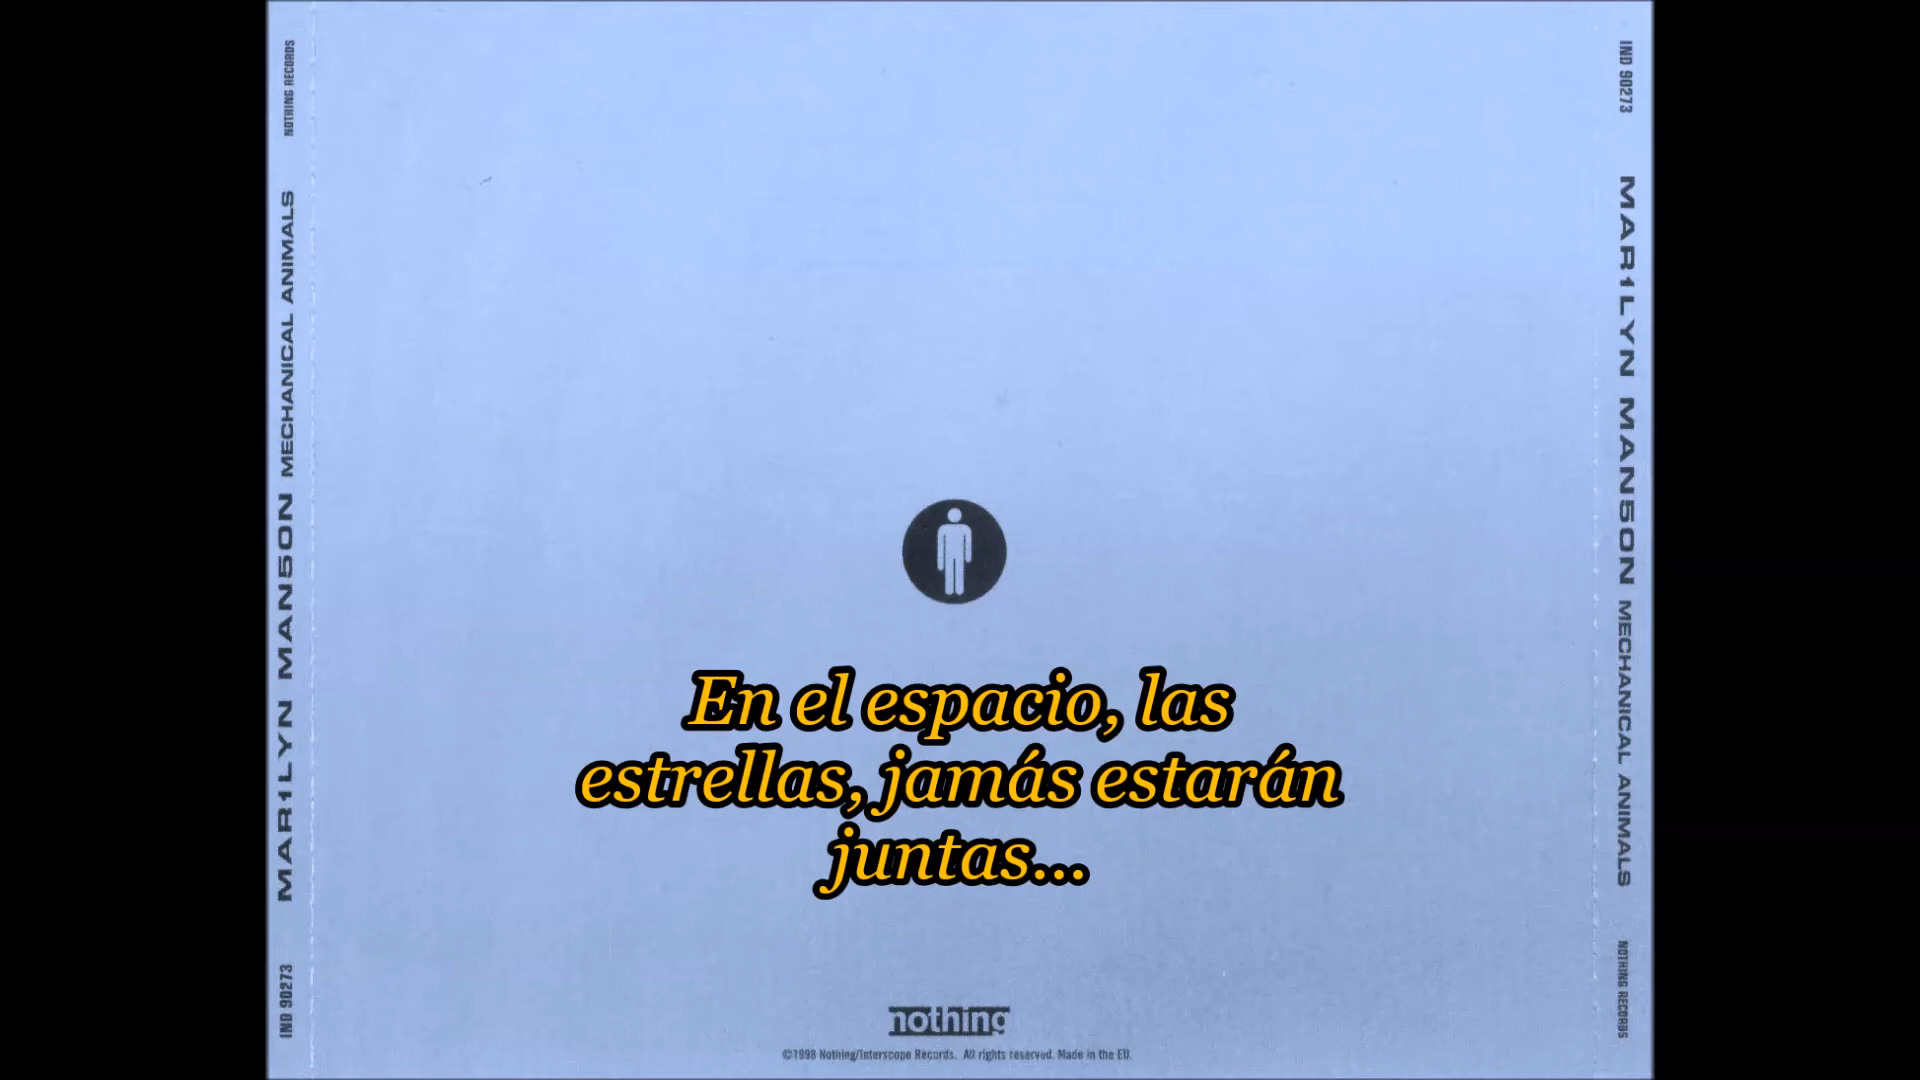 NOTHING RECORDS
MAR1LYN MAN5ON MECHANICAL ANIMALS
IND 90273
En el espacio, las
estrellas, jamás estarán
juntas...
nothing
©1998 Nothing/Interscope Records. All rights reserved. Made in the EU.
IND 90273
MAR1LYN MAN5ON MECHANICAL ANIMALS
NOTHING RECORDS